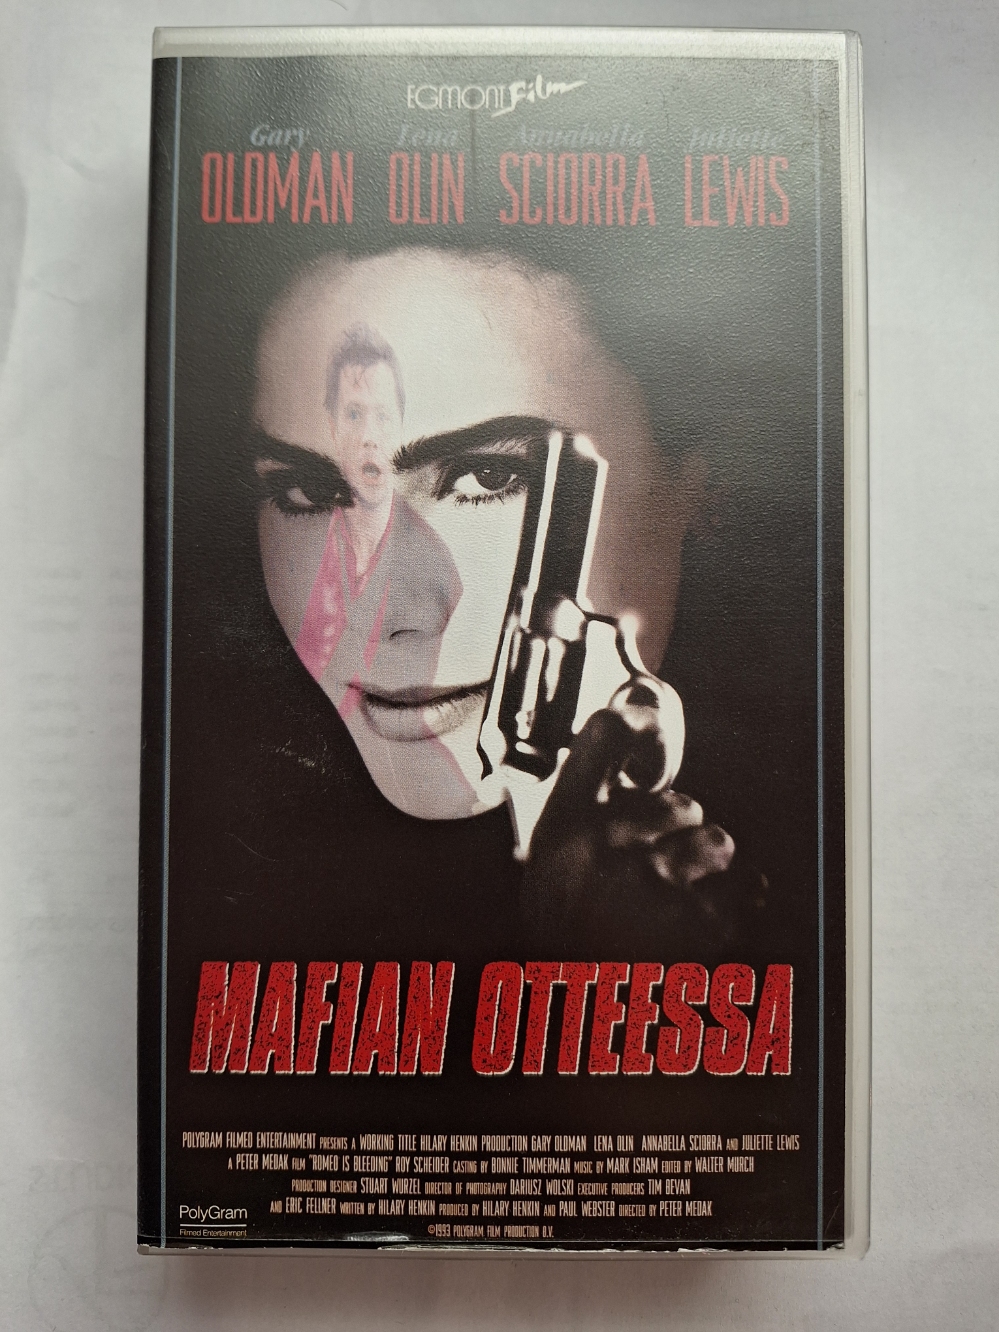 EGMONT Film
Gary Lena Annabella Juliette
OLDMAN OLIN SCIORRA LEWIS
MAFIAN OTTEESSA
POLYGRAM FILMED ENTERTAINMENT PRESENTS A WORKING TITLE HILARY HENKIN PRODUCTION GARY OLDMAN LENA OLIN ANNABELLA SCIORRA AND JULIETTE LEWIS
A PETER MEDAK FILM "ROMEO IS BLEEDING" ROY SCHEIDER CASTING BY BONNIE TIMMERMAN MUSIC BY MARK ISHAM EDITED BY WALTER MURCH
PRODUCTION DESIGNER STUART WURZEL DIRECTOR OF PHOTOGRAPHY DARIUSZ WOLSKI EXECUTIVE PRODUCERS TIM BEVAN
AND ERIC FELLNER WRITTEN BY HILARY HENKIN PRODUCED BY HILARY HENKIN AND PAUL WEBSTER DIRECTED BY PETER MEDAK
©1993 POLYGRAM FILM PRODUCTION B.V.
PolyGram
Filmed Entertainment